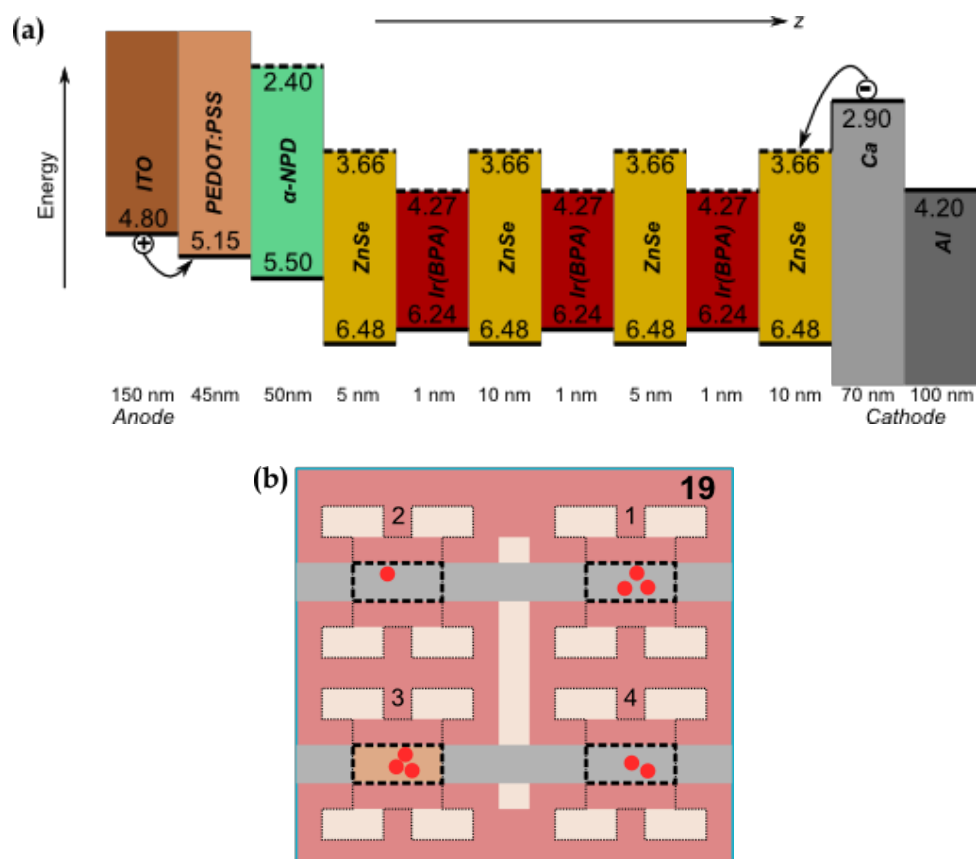 (a)
z
Energy
ITO
4.80
PEDOT:PSS
5.15
2.40
α-NPD
5.50
3.66
ZnSe
6.48
4.27
Ir(BPA)
6.24
3.66
ZnSe
6.48
4.27
Ir(BPA)
6.24
3.66
ZnSe
6.48
4.27
Ir(BPA)
6.24
3.66
ZnSe
6.48
2.90
Ca
4.20
Al
+
-
150 nm 45nm 50nm 5 nm 1 nm 10 nm 1 nm 5 nm 1 nm 10 nm 70 nm 100 nm
Anode Cathode
(b)
19
2 1
3 4